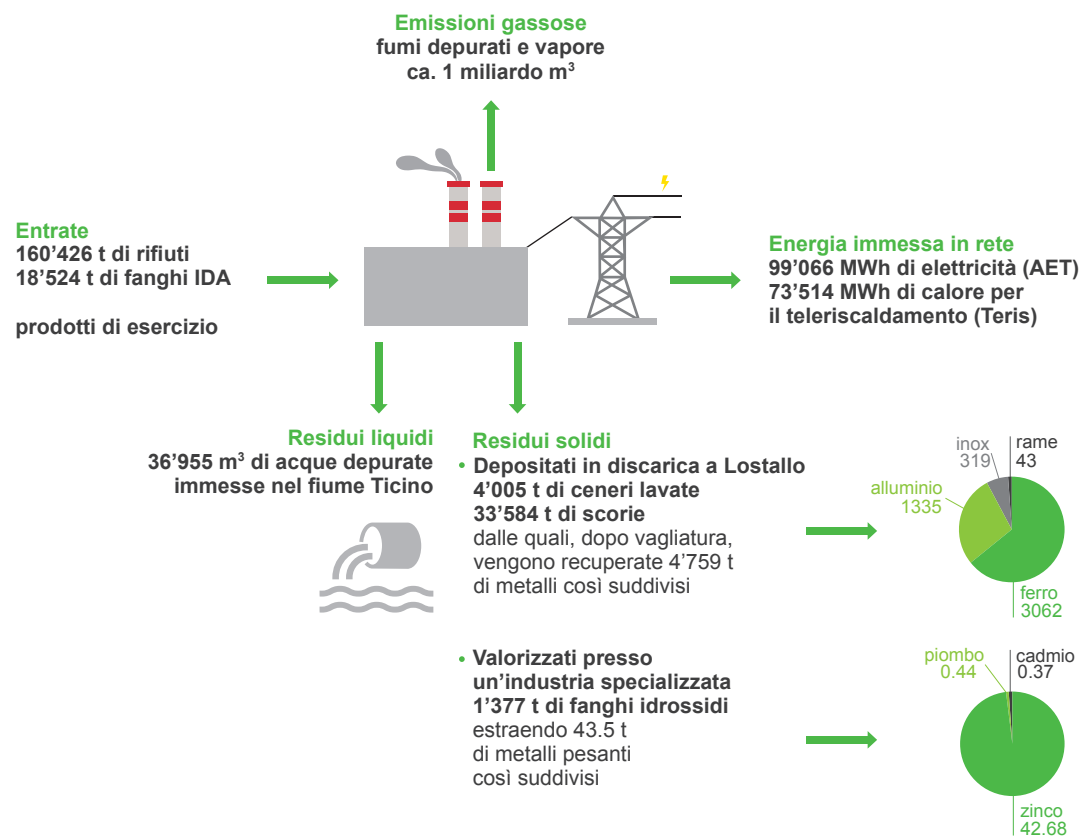 Emissioni gassose
fumi depurati e vapore
ca. 1 miliardo m³
Entrate
160’426 t di rifiuti
18’524 t di fanghi IDA
prodotti di esercizio
Energia immessa in rete
99’066 MWh di elettricità (AET)
73’514 MWh di calore per
il teleriscaldamento (Teris)
Residui liquidi
36’955 m³ di acque depurate
immesse nel fiume Ticino
Residui solidi
• Depositati in discarica a Lostallo
4’005 t di ceneri lavate
33’584 t di scorie
dalle quali, dopo vagliatura,
vengono recuperate 4’759 t
di metalli così suddivisi
inox
319
rame
43
alluminio
1335
ferro
3062
• Valorizzati presso
un’industria specializzata
1’377 t di fanghi idrossidi
estraendo 43.5 t
di metalli pesanti
così suddivisi
piombo
0.44
cadmio
0.37
zinco
42.68